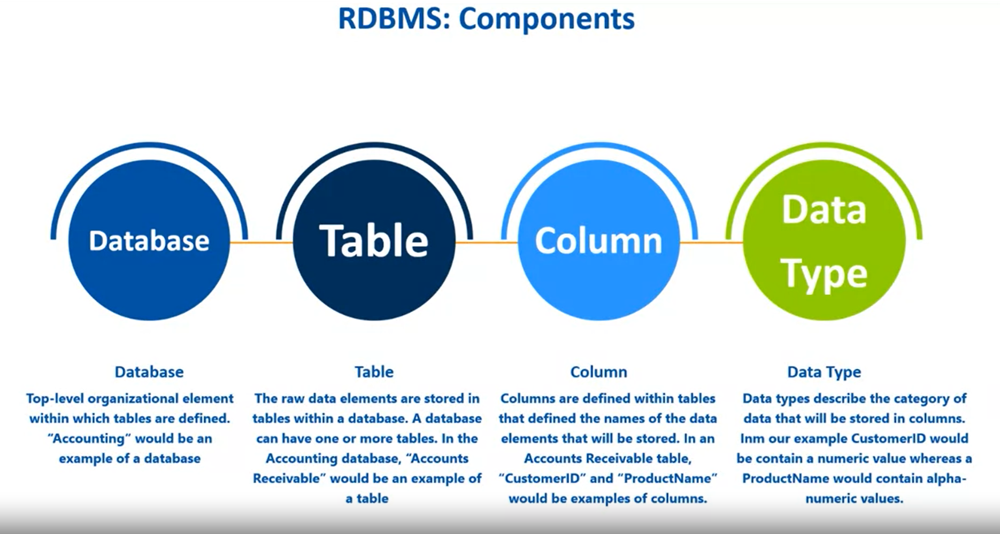 RDBMS: Components
Database
Table
Column
Data
Type
Database
Top-level organizational element
within which tables are defined.
“Accounting” would be an
example of a database
Table
The raw data elements are stored in
tables within a database. A database
can have one or more tables. In the
Accounting database, “Accounts
Receivable” would be an example of
a table
Column
Columns are defined within tables
that defined the names of the data
elements that will be stored. In an
Accounts Receivable table,
“CustomerID” and “ProductName”
would be examples of columns.
Data Type
Data types describe the category of
data that will be stored in columns.
Inm our example CustomerID would
be contain a numeric value whereas a
ProductName would contain alpha-
numeric values.